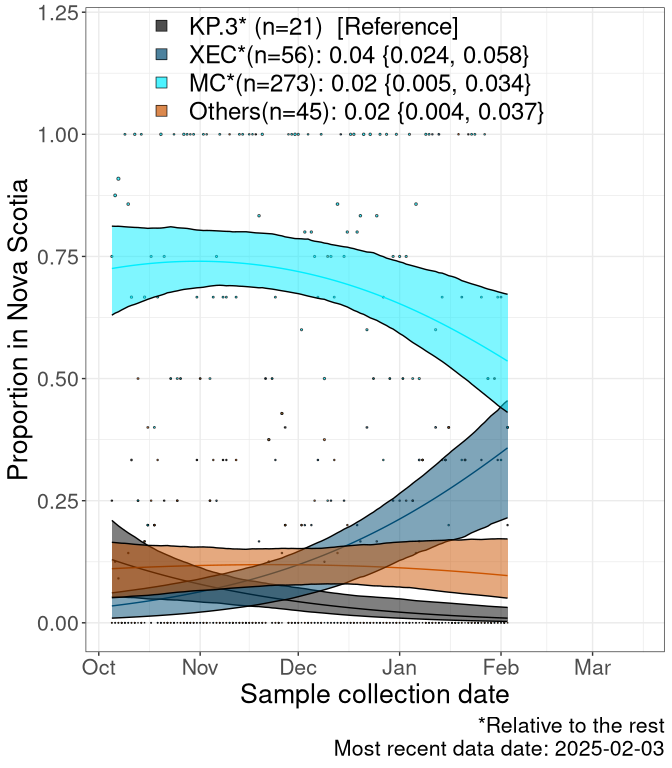 KP.3* (n=21)  [Reference]
XEC*(n=56): 0.04 {0.024, 0.058}
MC*(n=273): 0.02 {0.005, 0.034}
Others(n=45): 0.02 {0.004, 0.037}
Proportion in Nova Scotia
1.25
1.00
0.75
0.50
0.25
0.00
Oct Nov Dec Jan Feb Mar
Sample collection date
*Relative to the rest
Most recent data date: 2025-02-03